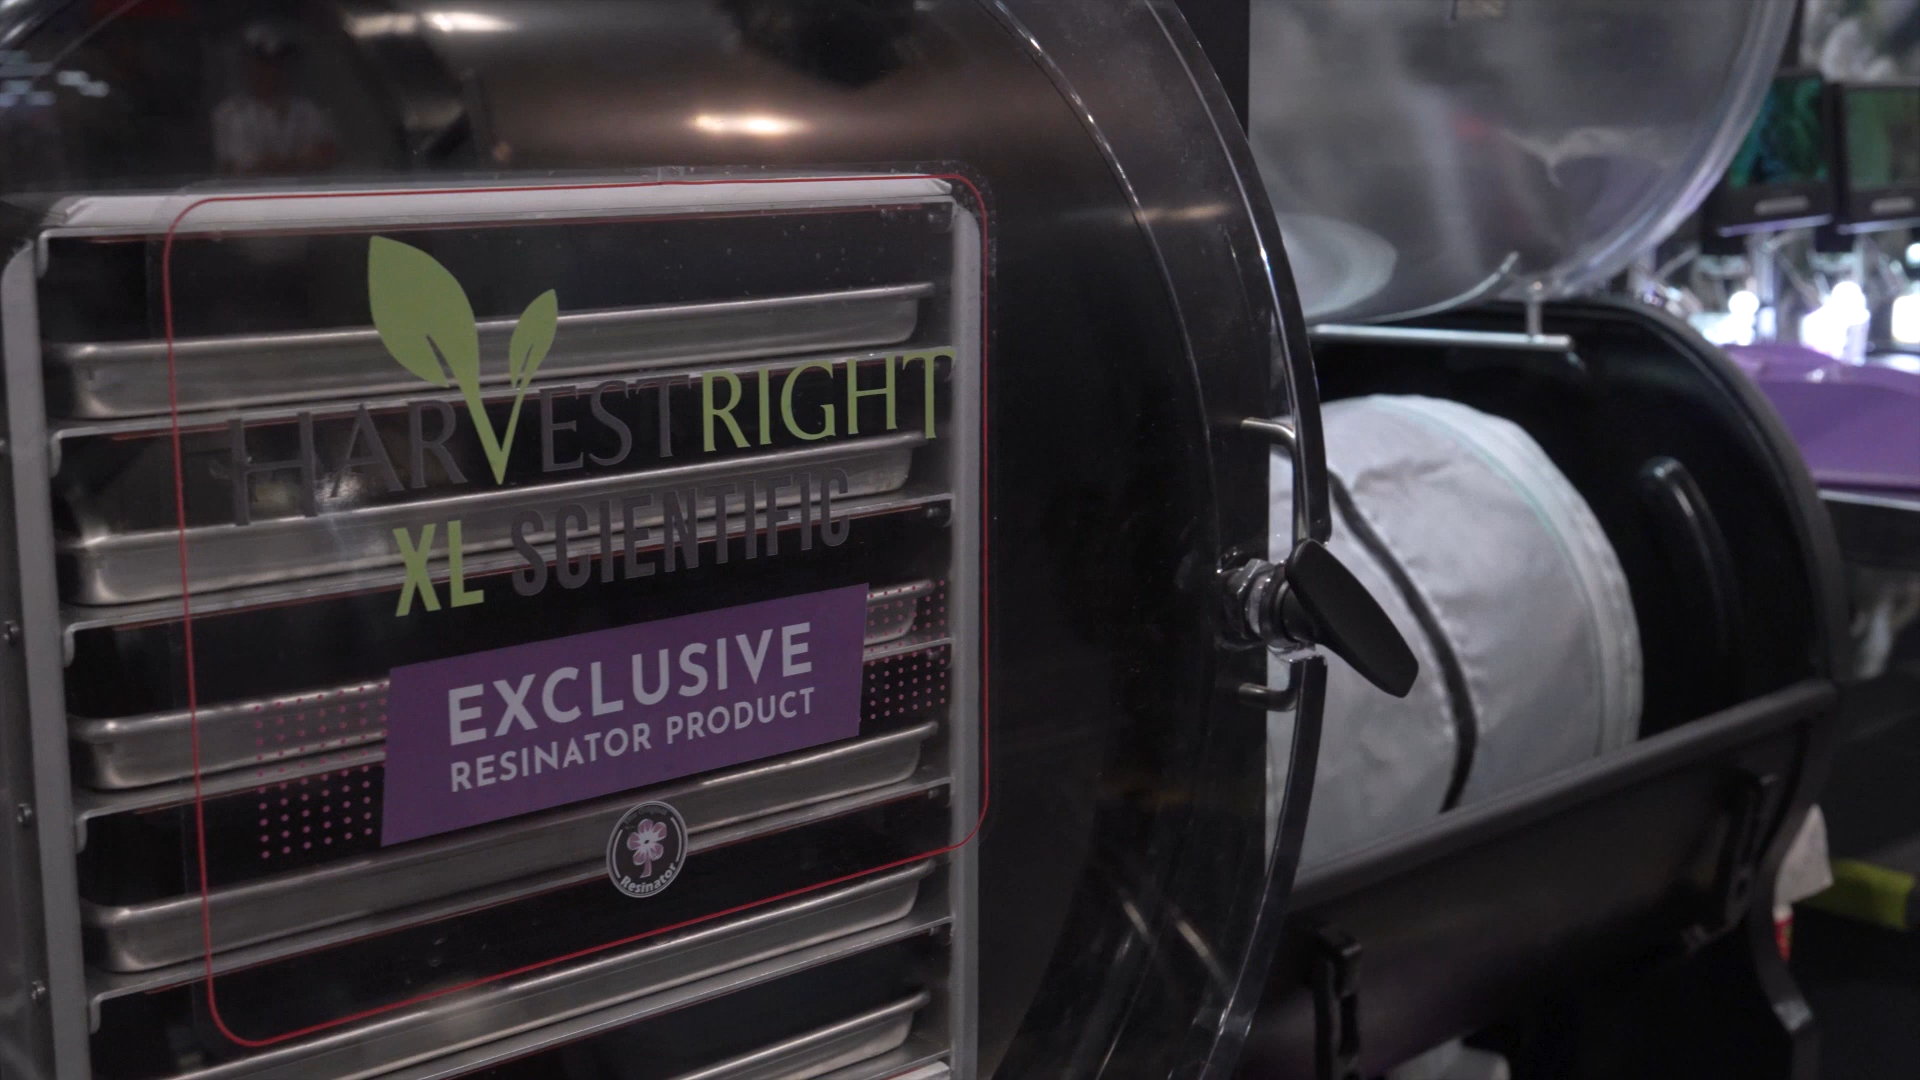 HARVESTRIGHT
XL SCIENTIFIC
EXCLUSIVE
RESINATOR PRODUCT
Resinator